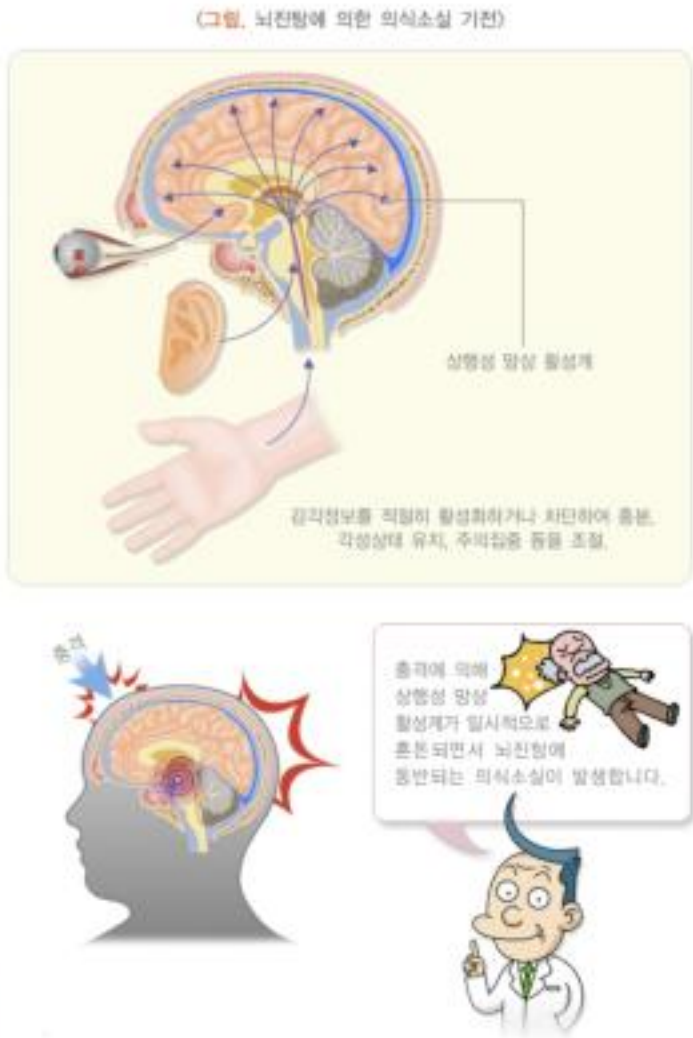 <그림. 뇌진탕에 의한 의식소실 기전>
상행성 망상 활성계
감각정보를 적절히 활성화하거나 차단하여 흥분,
각성상태 유치, 주의집중 등을 조절.
충격
충격에 의해
상행성 망상
활성계가 일시적으로
혼돈되면서 뇌진탕에
동반되는 의식소실이 발생합니다.